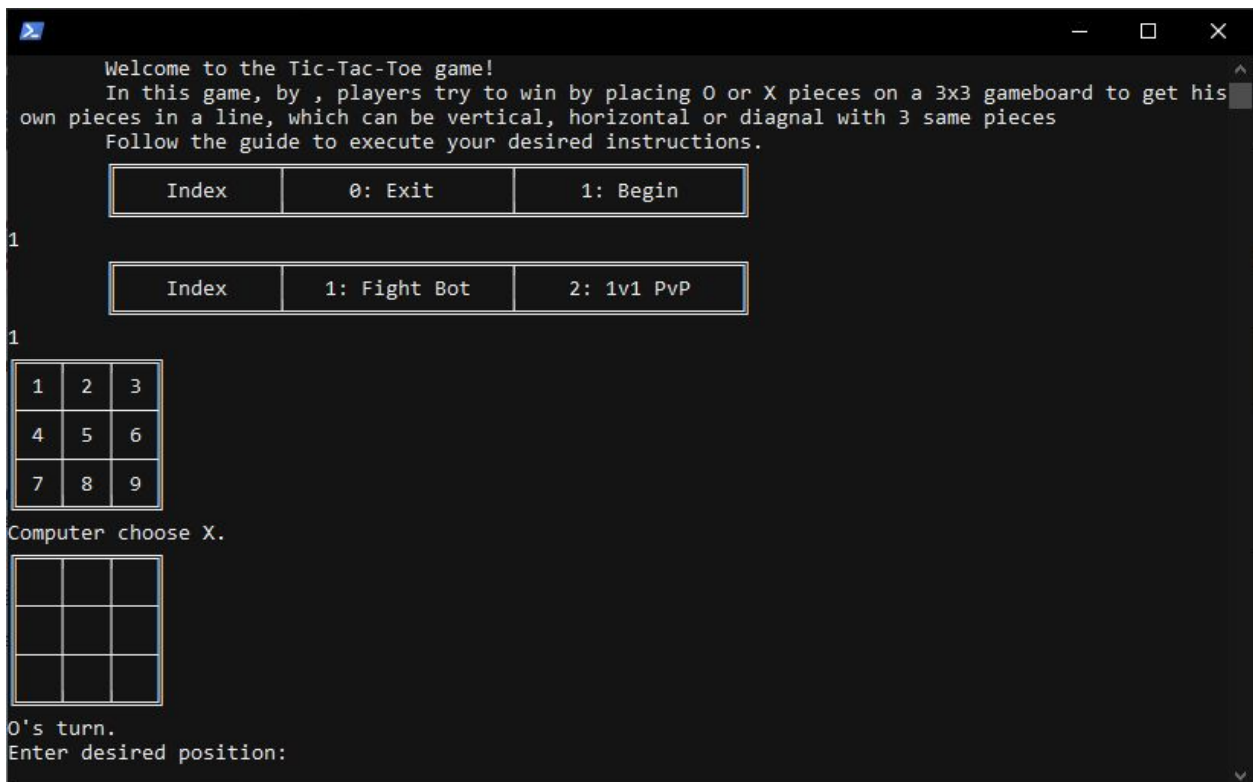 Welcome to the Tic-Tac-Toe game!
In this game, by , players try to win by placing O or X pieces on a 3x3 gameboard to get his
own pieces in a line, which can be vertical, horizontal or diagnal with 3 same pieces
Follow the guide to execute your desired instructions.
Index 0: Exit 1: Begin
1
Index 1: Fight Bot 2: 1v1 PvP
1
1 2 3
4 5 6
7 8 9
Computer choose X.
O's turn.
Enter desired position: